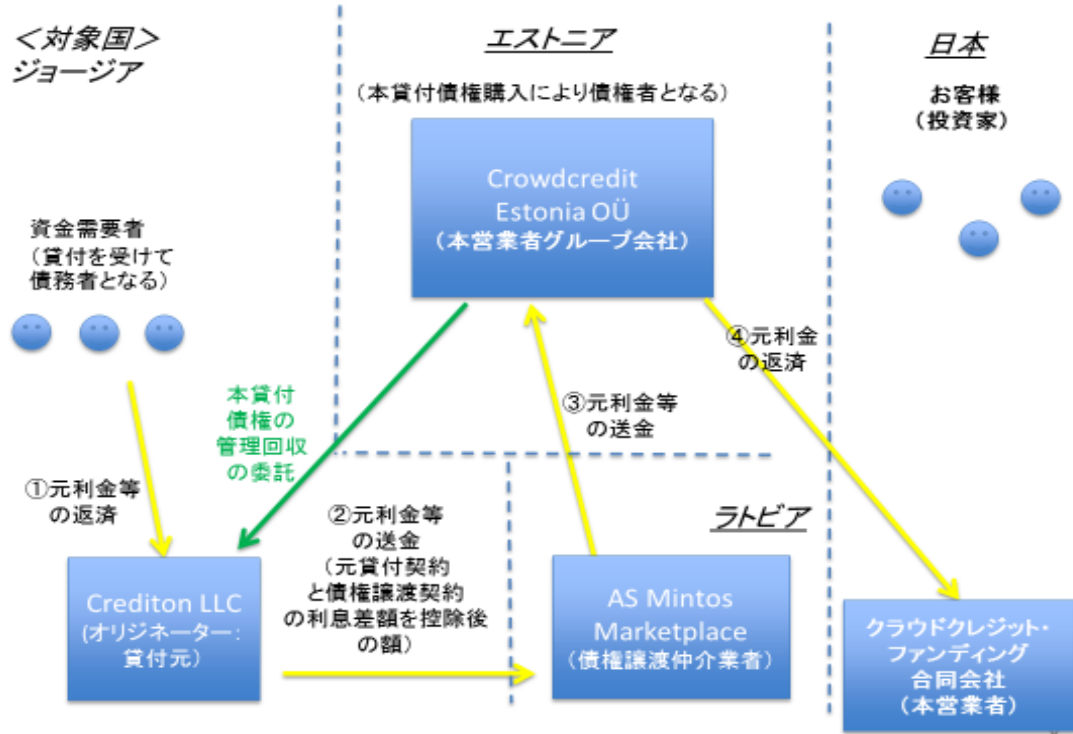 ＜対象国＞
ジョージア
エストニア
日本
（本貸付債権購入により債権者となる）
お客様
（投資家）
Crowdcredit
Estonia OÜ
（本営業者グループ会社）
資金需要者
（貸付を受けて
債務者となる）
④元利金
の返済
本貸付
債権の
管理回収
の委託
③元利金等
の送金
①元利金等
の返済
②元利金等
の送金
（元貸付契約
と債権譲渡契約
の利息差額を控除後
の額）
ラトビア
Crediton LLC
(オリジネーター：
貸付元）
AS Mintos
Marketplace
（債権譲渡仲介業者）
クラウドクレジット・
ファンディング
合同会社
（本営業者）